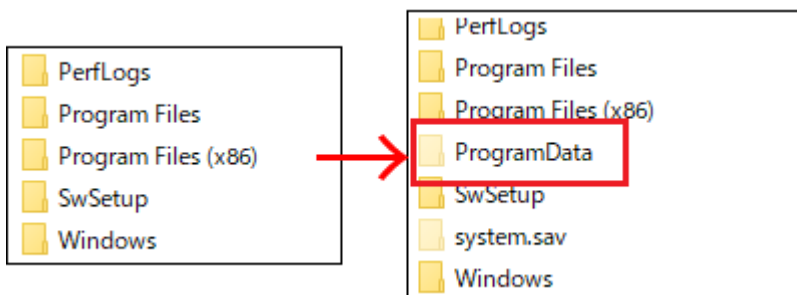 PerfLogs
Program Files
Program Files (x86)
SwSetup
Windows
PerfLogs
Program Files
Program Files (x86)
ProgramData
SwSetup
system.sav
Windows